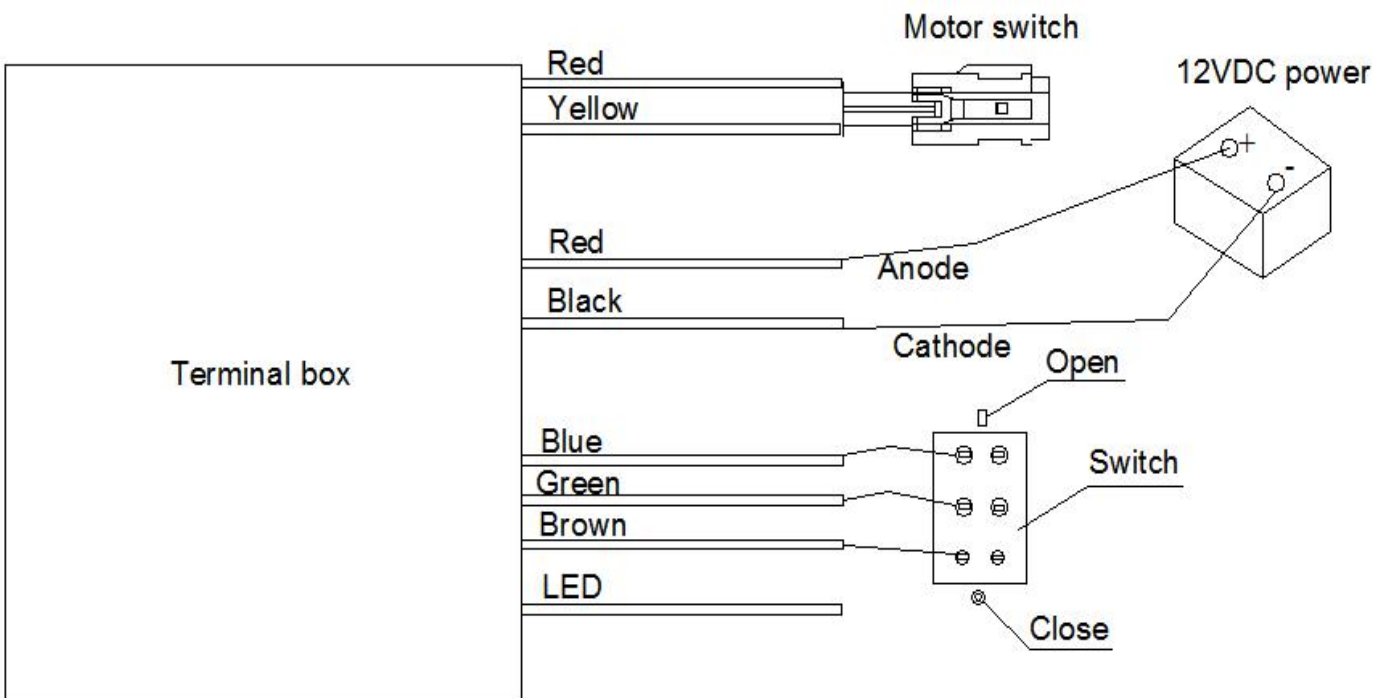 Motor switch
Red
12VDC power
Yellow
+
-
Red
Anode
Black
Cathode
Terminal box
Open
Blue
Switch
Green
Brown
LED
Close